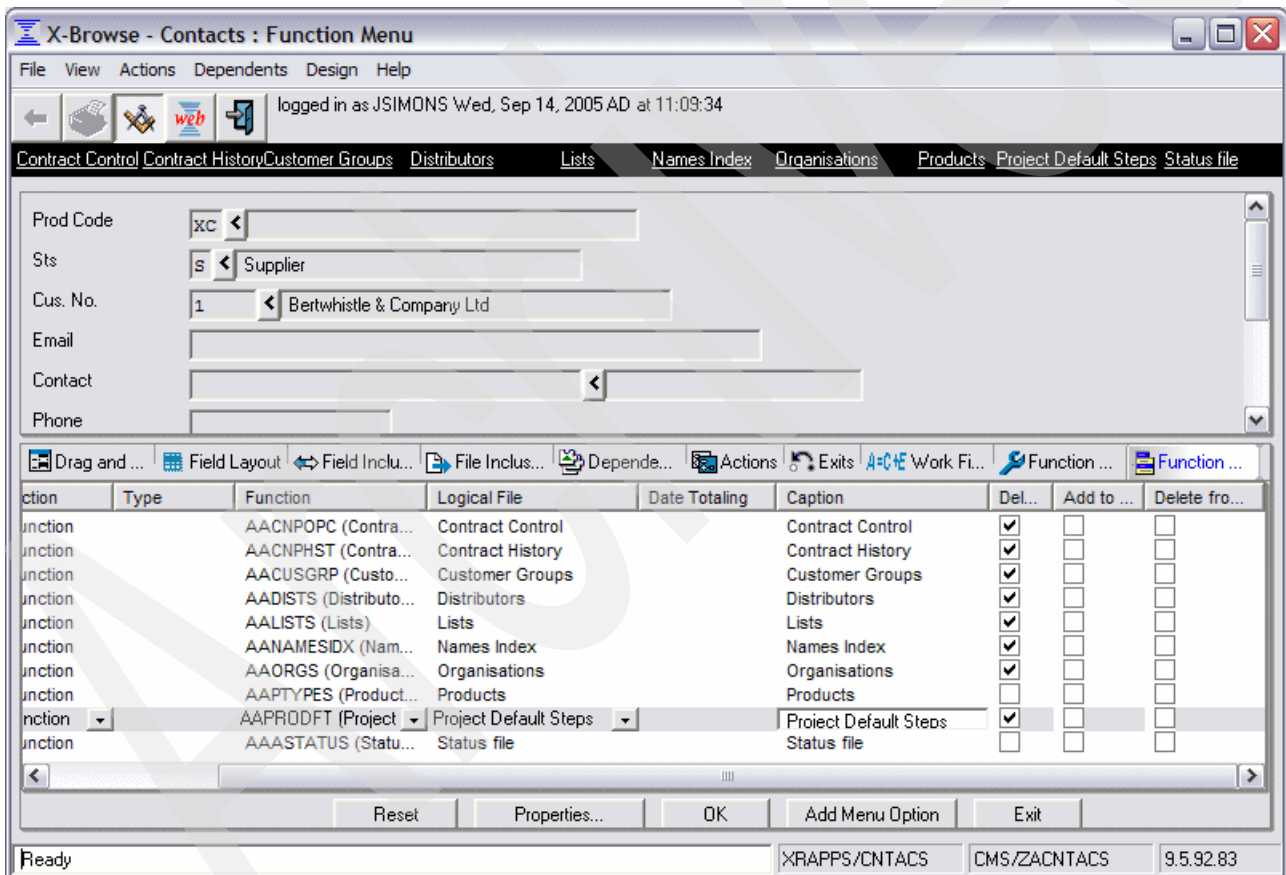 X-Browse - Contacts : Function Menu
File View Actions Dependents Design Help
web logged in as JSIMONS Wed, Sep 14, 2005 AD at 11:09:34
Contract Control Contract History Customer Groups Distributors Lists Names Index Organisations Products Project Default Steps Status file
Prod Code XC <
Sts S < Supplier
Cus. No. 1 < Bertwhistle & Company Ltd
Email
Contact <
Phone
Drag and ... Field Layout Field Inclu... File Inclus... Depende... Actions Exits A=C+E Work Fi... Function ... Function ...
ction Type Function Logical File Date Totaling Caption Del... Add to ... Delete fro...
unction AACNPOPC (Contra... Contract Control Contract Control
unction AACNPHST (Contra... Contract History Contract History
unction AACUSGRP (Custo... Customer Groups Customer Groups
unction AADISTS (Distributo... Distributors Distributors
unction AALISTS (Lists) Lists Lists
unction AANAMESIDX (Nam... Names Index Names Index
unction AAORGS (Organisa... Organisations Organisations
unction AAPTYPES (Product... Products Products
nction AAPRODFT (Project Project Default Steps Project Default Steps
unction AAASTATUS (Statu... Status file Status file
Reset Properties... OK Add Menu Option Exit
Ready XRAPPS/CNTACS CMS/ZACNTACS 9.5.92.83